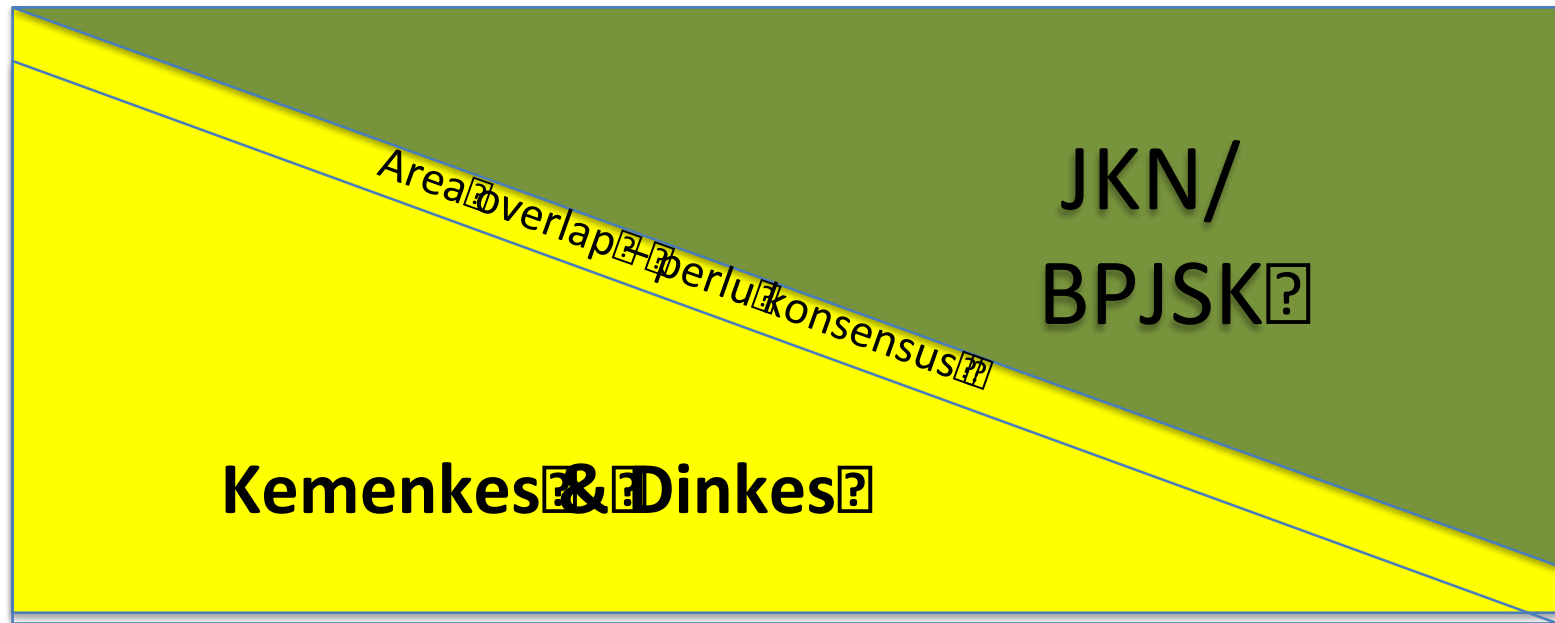 JKN/
BPJSK
Area overlap – perlu konsensus
Kemenkes & Dinkes